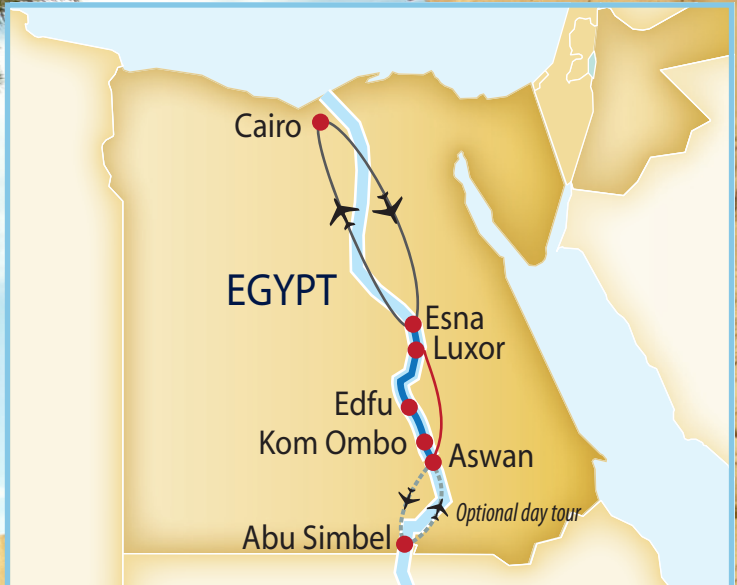 Cairo
EGYPT
Esna
Luxor
Edfu
Kom Ombo
Aswan
Optional day tour
Abu Simbel